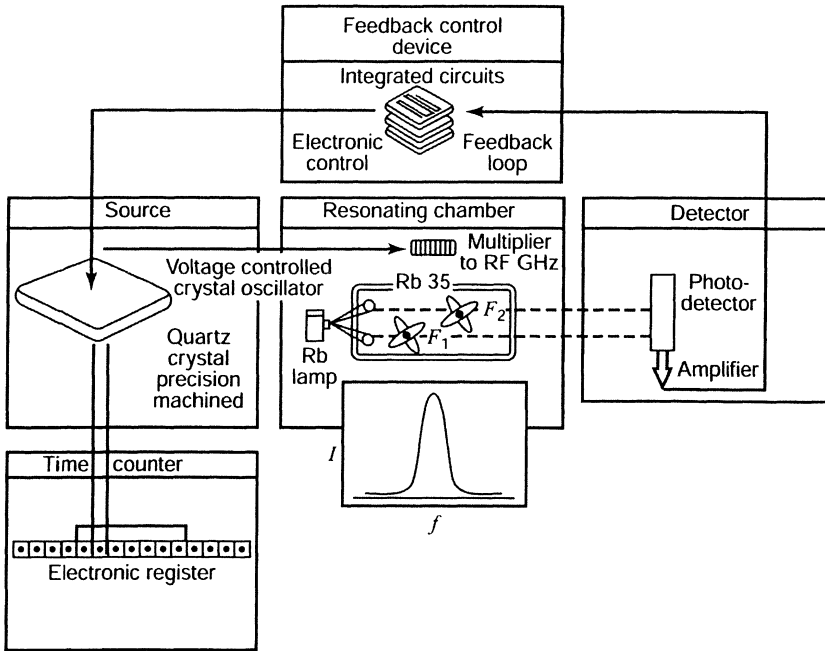 Feedback control
device
Integrated circuits
Electronic
control
Feedback
loop
Source
Voltage controlled
crystal oscillator
Quartz
crystal
precision
machined
Resonating chamber
Multiplier
to RF GHz
Rb 35
F2
F1
Rb
lamp
I
f
Detector
Photo-
detector
Amplifier
Time counter
Electronic register